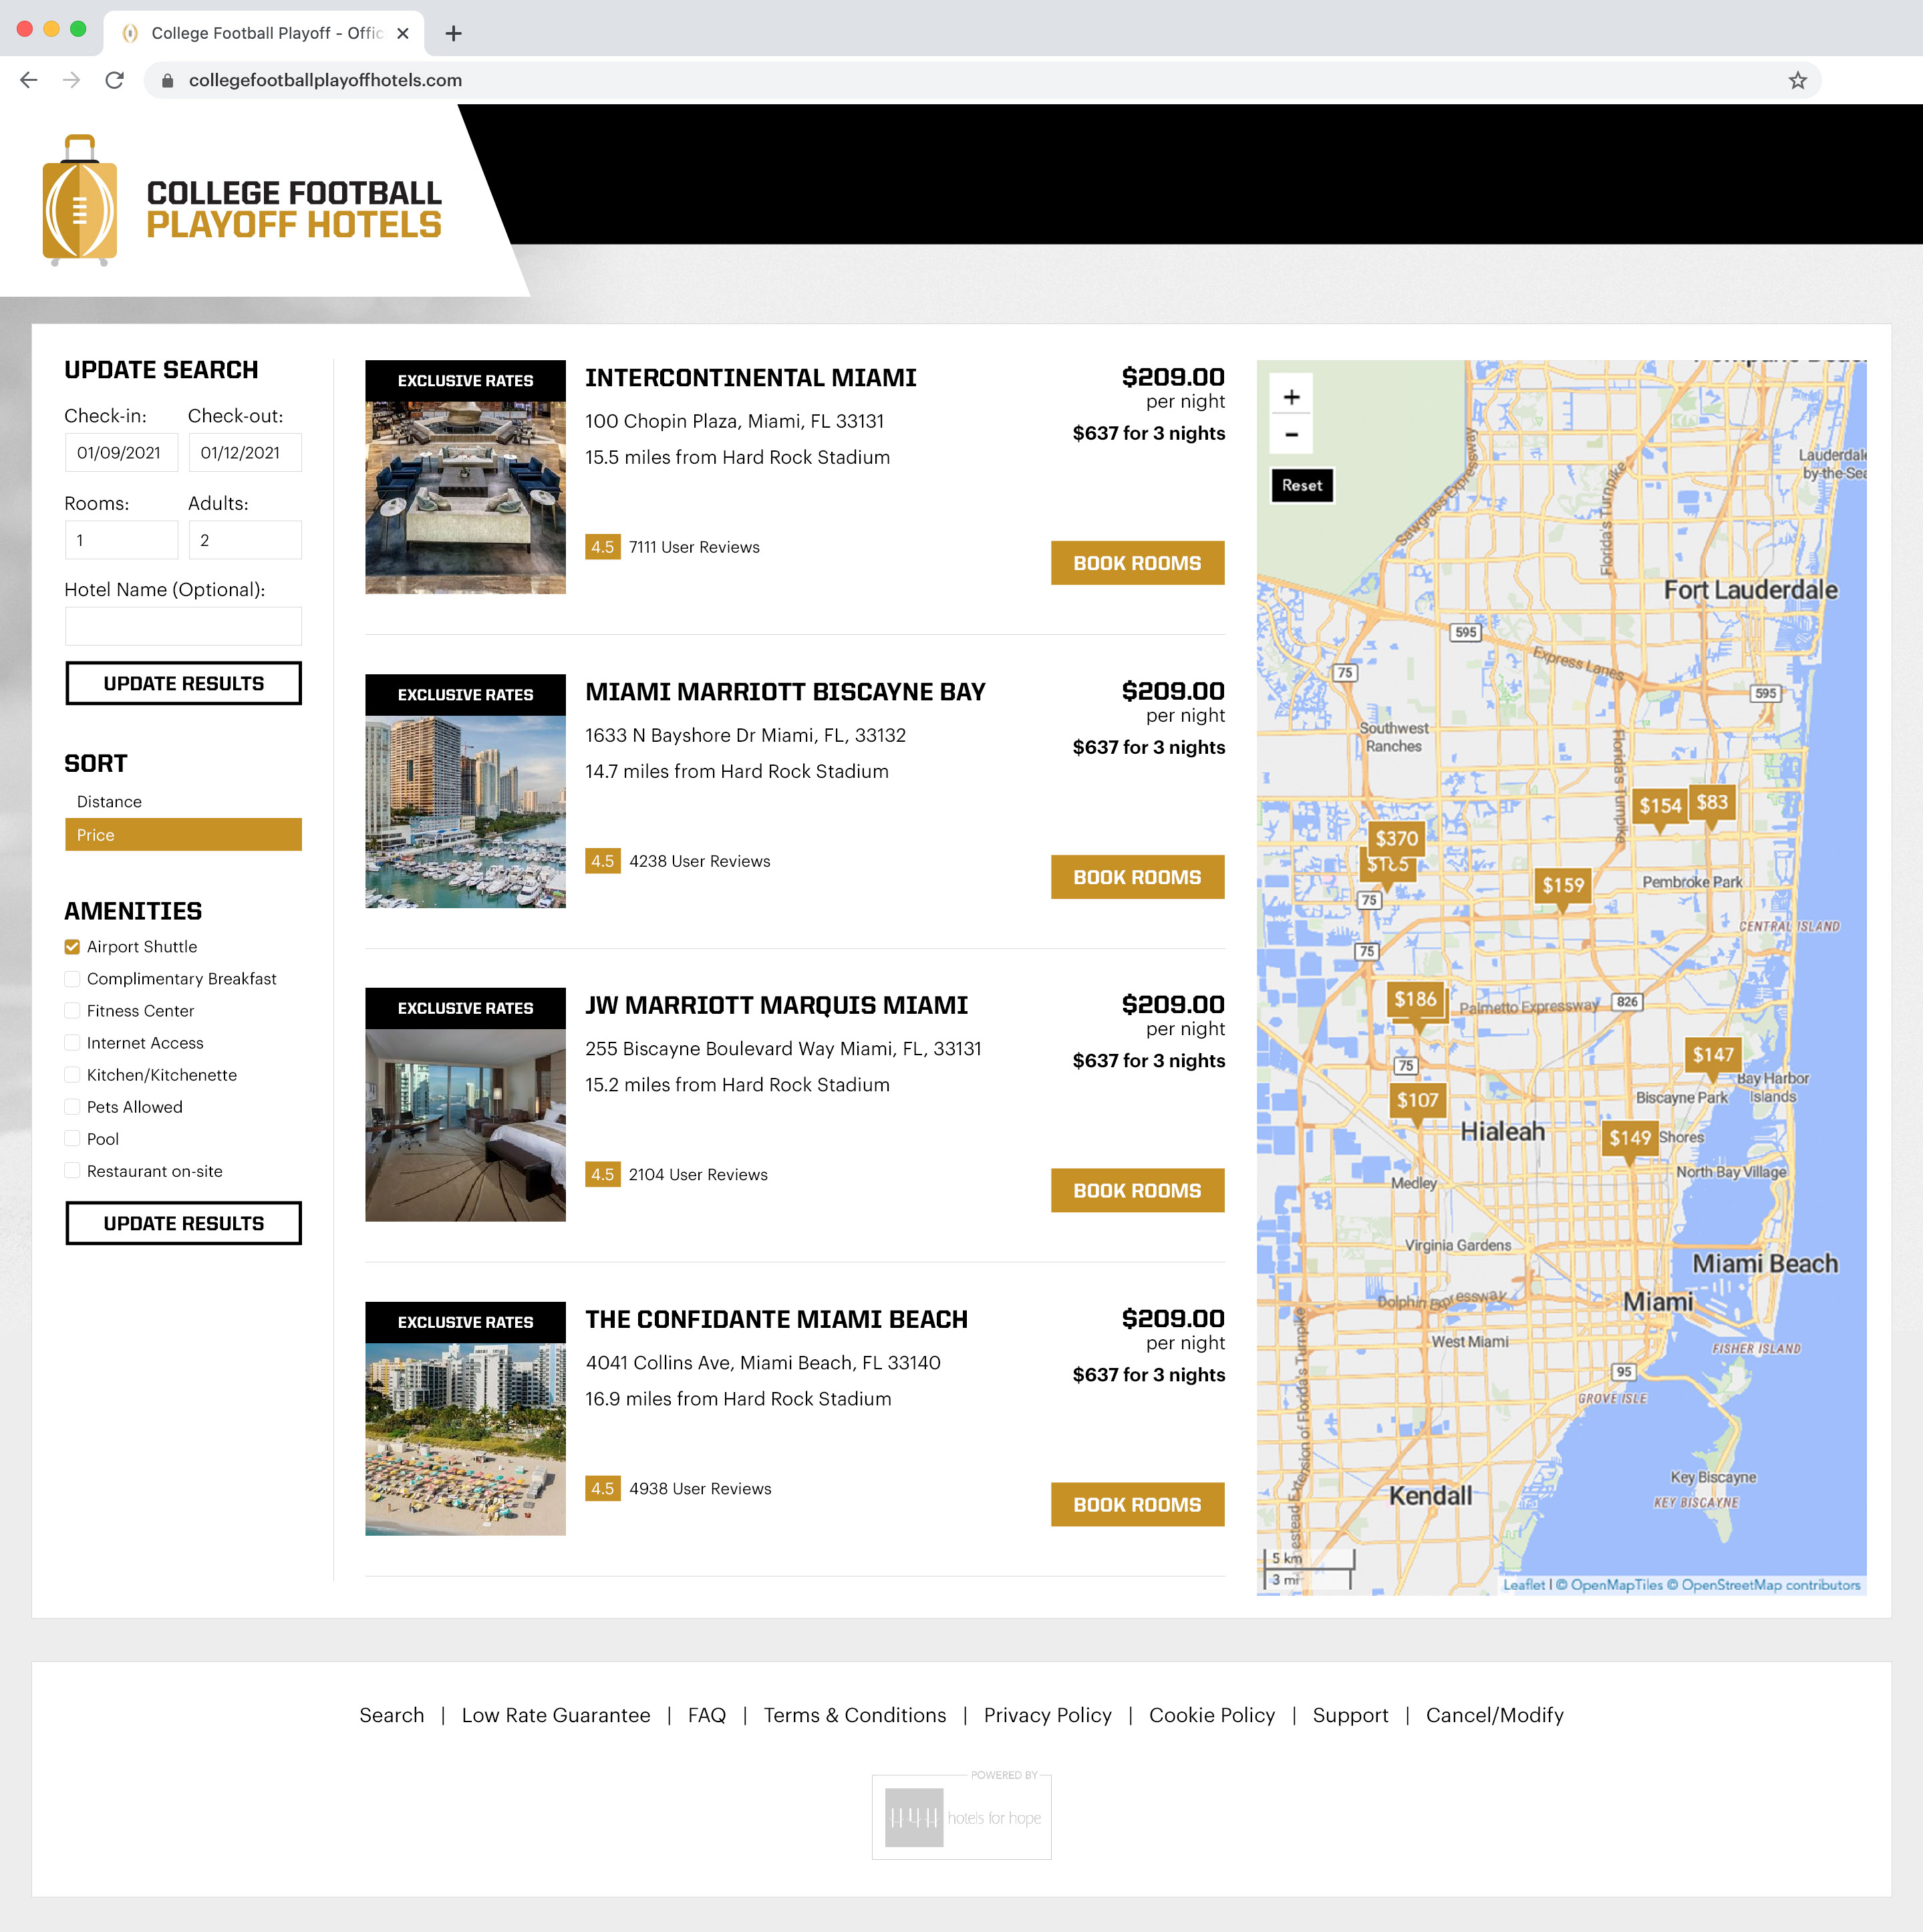 College Football Playoff - Offic
collegefootballplayoffhotels.com
COLLEGE FOOTBALL
PLAYOFF HOTELS
UPDATE SEARCH
Check-in: Check-out:
01/09/2021 01/12/2021
Rooms: Adults:
1 2
Hotel Name (Optional):
UPDATE RESULTS
SORT
Distance
Price
AMENITIES
Airport Shuttle
Complimentary Breakfast
Fitness Center
Internet Access
Kitchen/Kitchenette
Pets Allowed
Pool
Restaurant on-site
UPDATE RESULTS
EXCLUSIVE RATES
INTERCONTINENTAL MIAMI
100 Chopin Plaza, Miami, FL 33131
15.5 miles from Hard Rock Stadium
4.5 7111 User Reviews
$209.00
per night
$637 for 3 nights
BOOK ROOMS
EXCLUSIVE RATES
MIAMI MARRIOTT BISCAYNE BAY
1633 N Bayshore Dr Miami, FL, 33132
14.7 miles from Hard Rock Stadium
4.5 4238 User Reviews
$209.00
per night
$637 for 3 nights
BOOK ROOMS
EXCLUSIVE RATES
JW MARRIOTT MARQUIS MIAMI
255 Biscayne Boulevard Way Miami, FL, 33131
15.2 miles from Hard Rock Stadium
4.5 2104 User Reviews
$209.00
per night
$637 for 3 nights
BOOK ROOMS
EXCLUSIVE RATES
THE CONFIDANTE MIAMI BEACH
4041 Collins Ave, Miami Beach, FL 33140
16.9 miles from Hard Rock Stadium
4.5 4938 User Reviews
$209.00
per night
$637 for 3 nights
BOOK ROOMS
+
−
Reset
Lauderdale
by-the-Sea
Sawgrass Expressway
Florida's Turnpike
Fort Lauderdale
595
Express Lanes
75
595
Southwest
Ranches
Florida's Turnpike
$154
$83
$370
$159
Pembroke Park
75
CENTRAL ISLAND
75
$186
Palmetto Expressway
826
$147
75
Bay Harbor
Islands
Biscayne Park
$107
Hialeah
$149
Shores
North Bay Village
Medley
Virginia Gardens
Miami Beach
Dolphin Expressway
Miami
West Miami
FISHER ISLAND
95
GROVE ISLE
estead Extension of Florida's Turnpike
Key Biscayne
KEY BISCAYNE
Kendall
5 km
3 mi
Leaflet | © OpenMapTiles © OpenStreetMap contributors
Search | Low Rate Guarantee | FAQ | Terms & Conditions | Privacy Policy | Cookie Policy | Support | Cancel/Modify
POWERED BY
hotels for hope